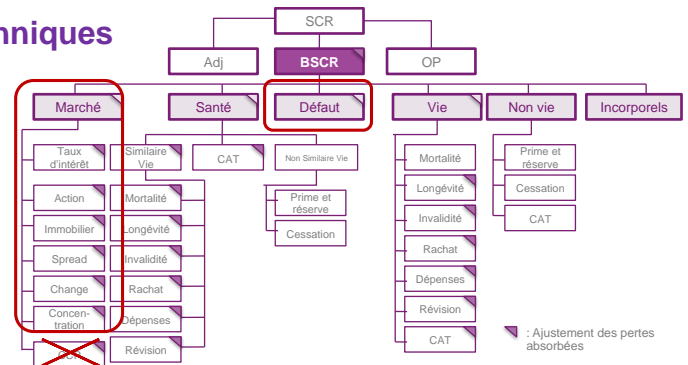 hniques
SCR
Adj
BSCR
OP
Marché
Santé
Défaut
Vie
Non vie
Incorporels
Taux
d'intérêt
Action
Immobilier
Spread
Change
Concen-
tration
Similaire
Vie
Mortalité
Longévité
Invalidité
Rachat
Dépenses
Révision
CAT
Non Similaire Vie
Prime et
réserve
Cessation
Mortalité
Longévité
Invalidité
Rachat
Dépenses
Révision
CAT
Prime et
réserve
Cessation
CAT
: Ajustement des pertes
absorbées